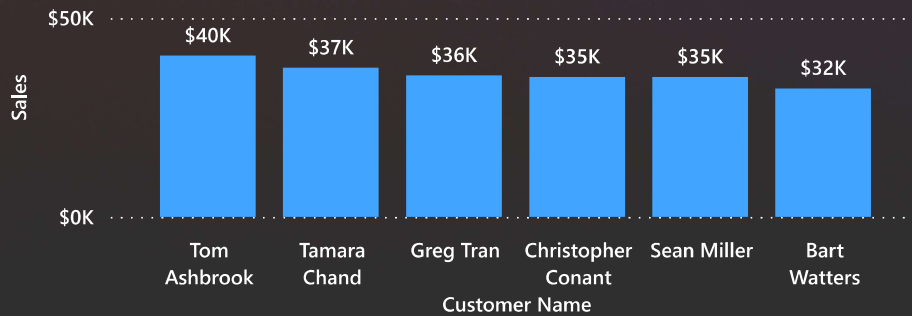 $50K
$40K
$37K
$36K
$35K
$35K
$32K
Sales
$0K
Tom Ashbrook
Tamara Chand
Greg Tran
Christopher Conant
Sean Miller
Bart Watters
Customer Name